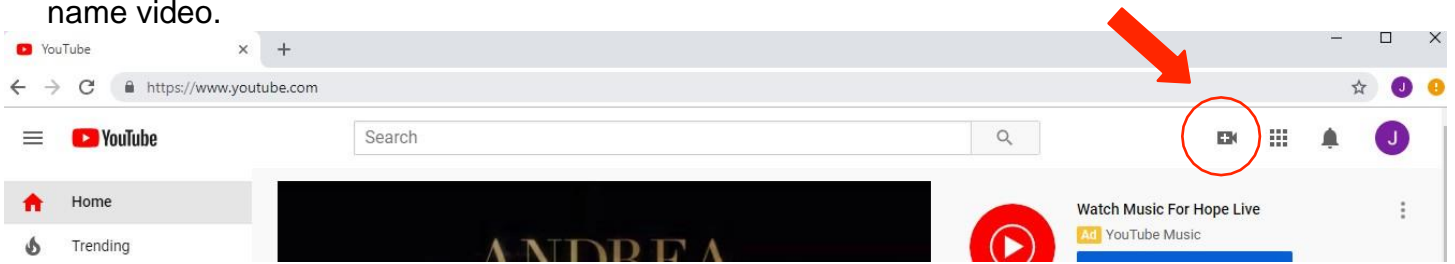 name video.
YouTube
https://www.youtube.com
J
YouTube
Search
J
Home
Trending
ANDREA
Watch Music For Hope Live
Ad YouTube Music